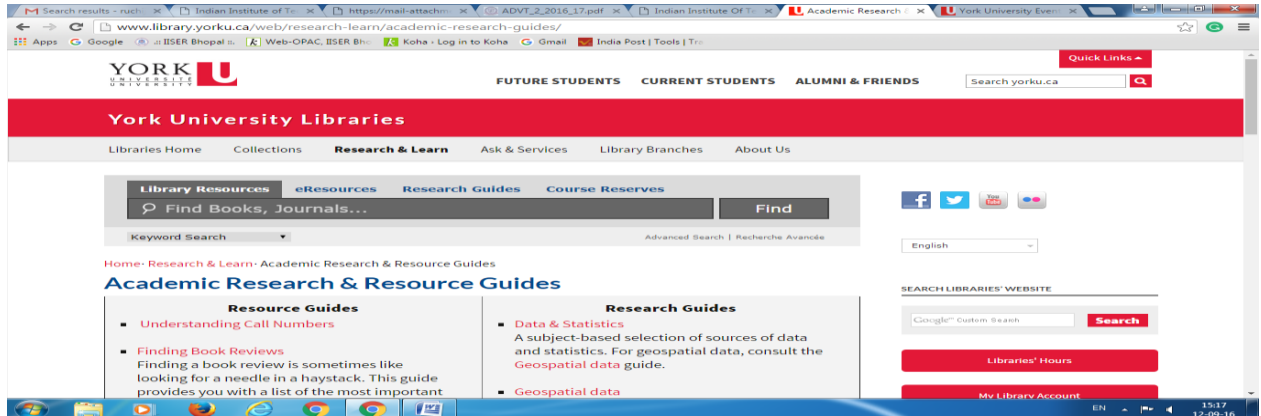 Search results - ruchi
Indian Institute of Te
https://mail-attachm
ADVT_2_2016_17.pdf
Indian Institute Of Te
Academic Research &
York University Event
www.library.yorku.ca/web/research-learn/academic-research-guides/
Apps Google .:: IISER Bhopal ::. Web-OPAC, IISER Bho Koha › Log in to Koha Gmail India Post | Tools | Tra
YORK U
UNIVERSITÉ
UNIVERSITY
Quick Links
FUTURE STUDENTS CURRENT STUDENTS ALUMNI & FRIENDS
Search yorku.ca
York University Libraries
Libraries Home Collections Research & Learn Ask & Services Library Branches About Us
Library Resources eResources Research Guides Course Reserves
Find Books, Journals...
Find
Keyword Search
Advanced Search | Recherche Avancée
Home› Research & Learn› Academic Research & Resource Guides
Academic Research & Resource Guides
Resource Guides
Understanding Call Numbers
Finding Book Reviews
Finding a book review is sometimes like
looking for a needle in a haystack. This guide
provides you with a list of the most important
Research Guides
Data & Statistics
A subject-based selection of sources of data
and statistics. For geospatial data, consult the
Geospatial data guide.
Geospatial data
You
Tube
English
SEARCH LIBRARIES' WEBSITE
Google™ Custom Search
Search
Libraries' Hours
My Library Account
EN
15:17
12-09-16